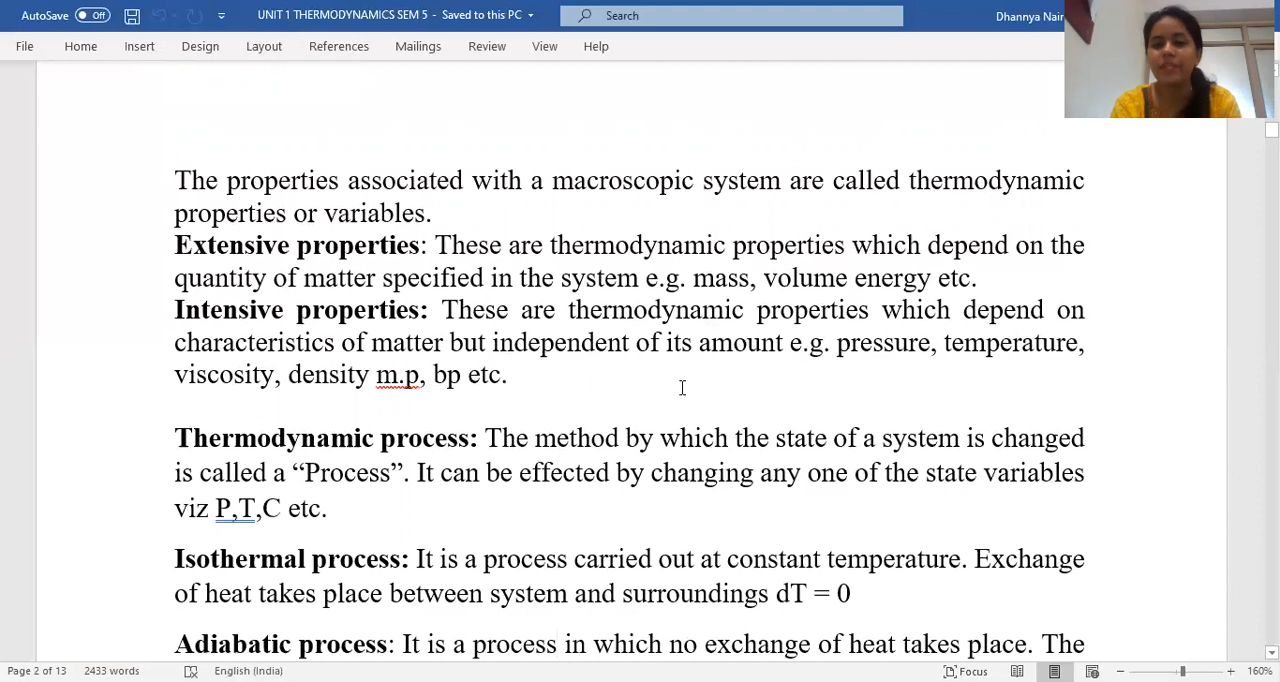 AutoSave Off UNIT 1 THERMODYNAMICS SEM 5 - Saved to this PC Search Dhannya Nair
File Home Insert Design Layout References Mailings Review View Help
The properties associated with a macroscopic system are called thermodynamic
properties or variables.
Extensive properties: These are thermodynamic properties which depend on the
quantity of matter specified in the system e.g. mass, volume energy etc.
Intensive properties: These are thermodynamic properties which depend on
characteristics of matter but independent of its amount e.g. pressure, temperature,
viscosity, density m.p, bp etc.
Thermodynamic process: The method by which the state of a system is changed
is called a “Process”. It can be effected by changing any one of the state variables
viz P,T,C etc.
Isothermal process: It is a process carried out at constant temperature. Exchange
of heat takes place between system and surroundings dT = 0
Adiabatic process: It is a process in which no exchange of heat takes place. The
Page 2 of 13 2433 words English (India) Focus 160%